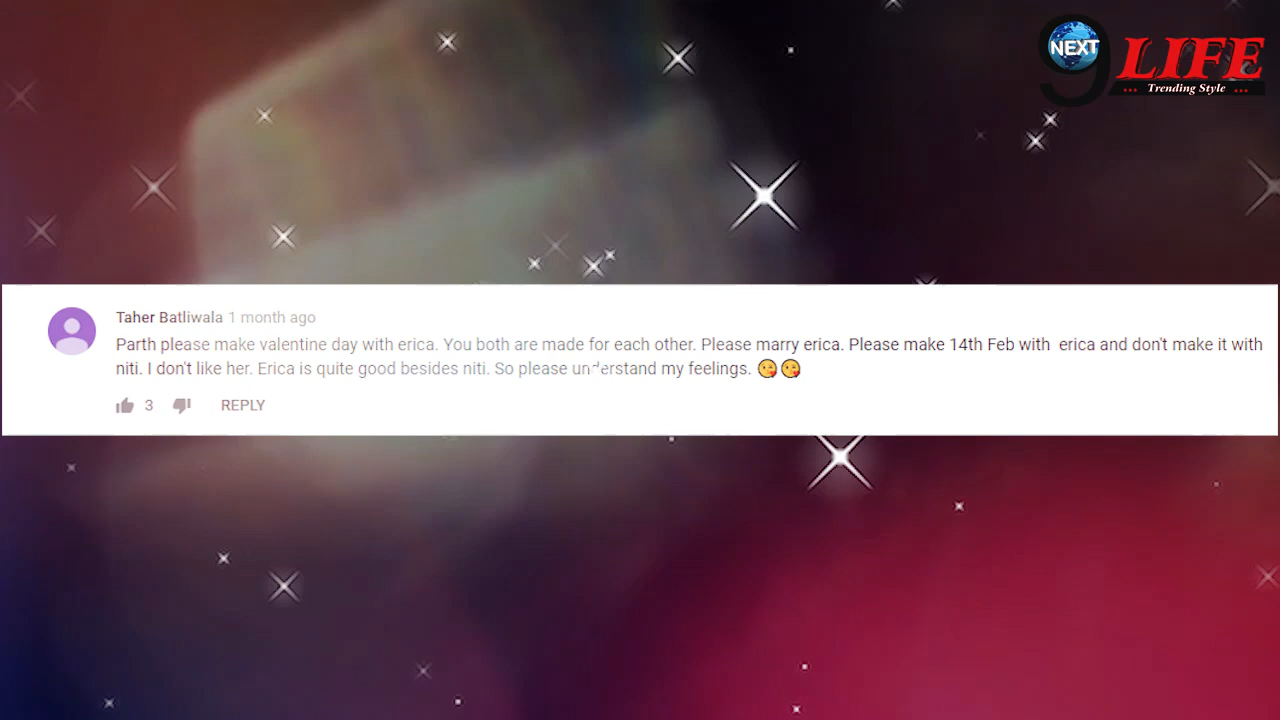 NEXT
9 LIFE
... Trending Style ...
Taher Batliwala 1 month ago
Parth please make valentine day with erica. You both are made for each other. Please marry erica. Please make 14th Feb with erica and don't make it with
niti. I don't like her. Erica is quite good besides niti. So please understand my feelings. 😘😘
3 REPLY